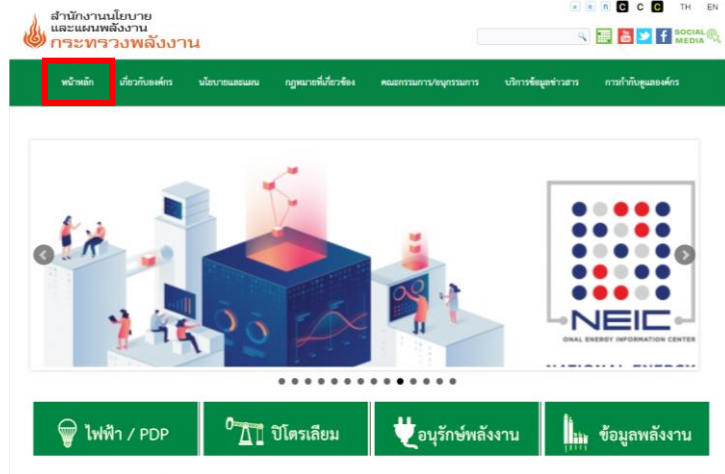 สำนักงานนโยบาย
และแผนพลังงาน
กระทรวงพลังงาน
ก ก ก C C C TH EN
SOCIAL
MEDIA
หน้าหลัก เกี่ยวกับองค์กร นโยบายและแผน กฎหมายที่เกี่ยวข้อง คณะกรรมการ/อนุกรรมการ บริการข้อมูลข่าวสาร การกำกับดูแลองค์กร
NEIC
ONAL ENERGY INFORMATION CENTER
ไฟฟ้า / PDP ปิโตรเลียม อนุรักษ์พลังงาน ข้อมูลพลังงาน